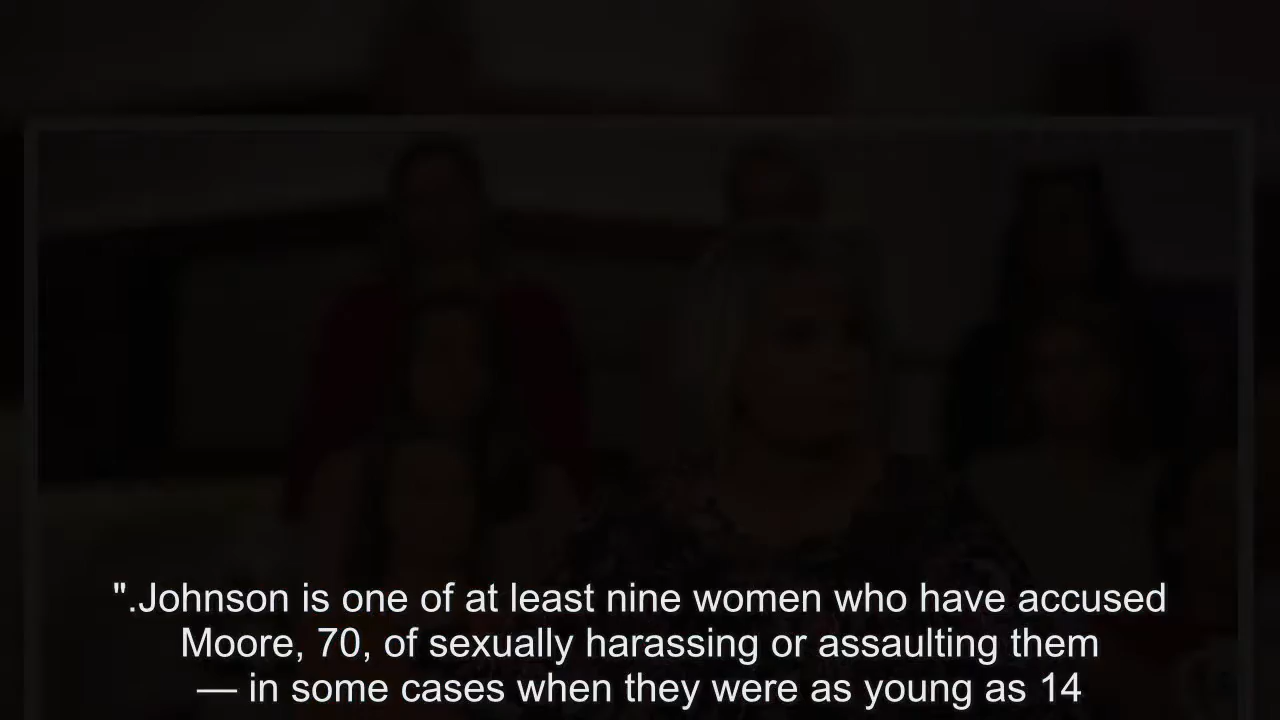 ".Johnson is one of at least nine women who have accused
Moore, 70, of sexually harassing or assaulting them
— in some cases when they were as young as 14